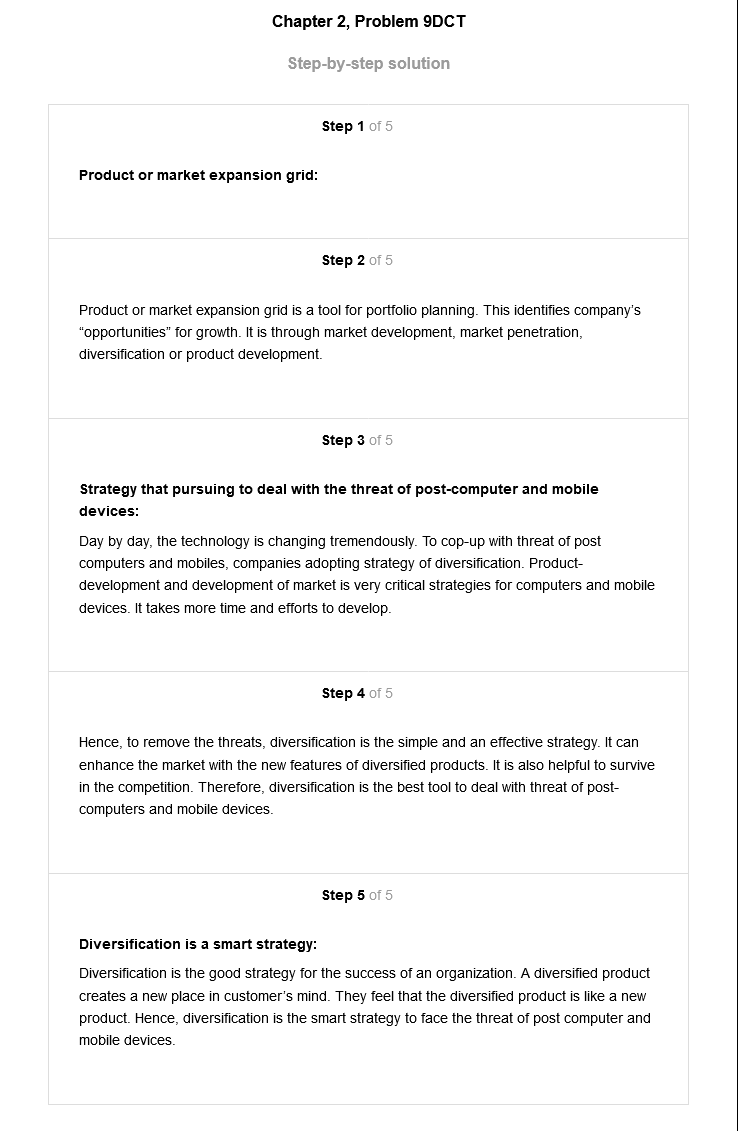 Chapter 2, Problem 9DCT
Step-by-step solution
Step 1 of 5
Product or market expansion grid:
Step 2 of 5
Product or market expansion grid is a tool for portfolio planning. This identifies company’s
“opportunities” for growth. It is through market development, market penetration,
diversification or product development.
Step 3 of 5
Strategy that pursuing to deal with the threat of post-computer and mobile
devices:
Day by day, the technology is changing tremendously. To cop-up with threat of post
computers and mobiles, companies adopting strategy of diversification. Product-
development and development of market is very critical strategies for computers and mobile
devices. It takes more time and efforts to develop.
Step 4 of 5
Hence, to remove the threats, diversification is the simple and an effective strategy. It can
enhance the market with the new features of diversified products. It is also helpful to survive
in the competition. Therefore, diversification is the best tool to deal with threat of post-
computers and mobile devices.
Step 5 of 5
Diversification is a smart strategy:
Diversification is the good strategy for the success of an organization. A diversified product
creates a new place in customer’s mind. They feel that the diversified product is like a new
product. Hence, diversification is the smart strategy to face the threat of post computer and
mobile devices.